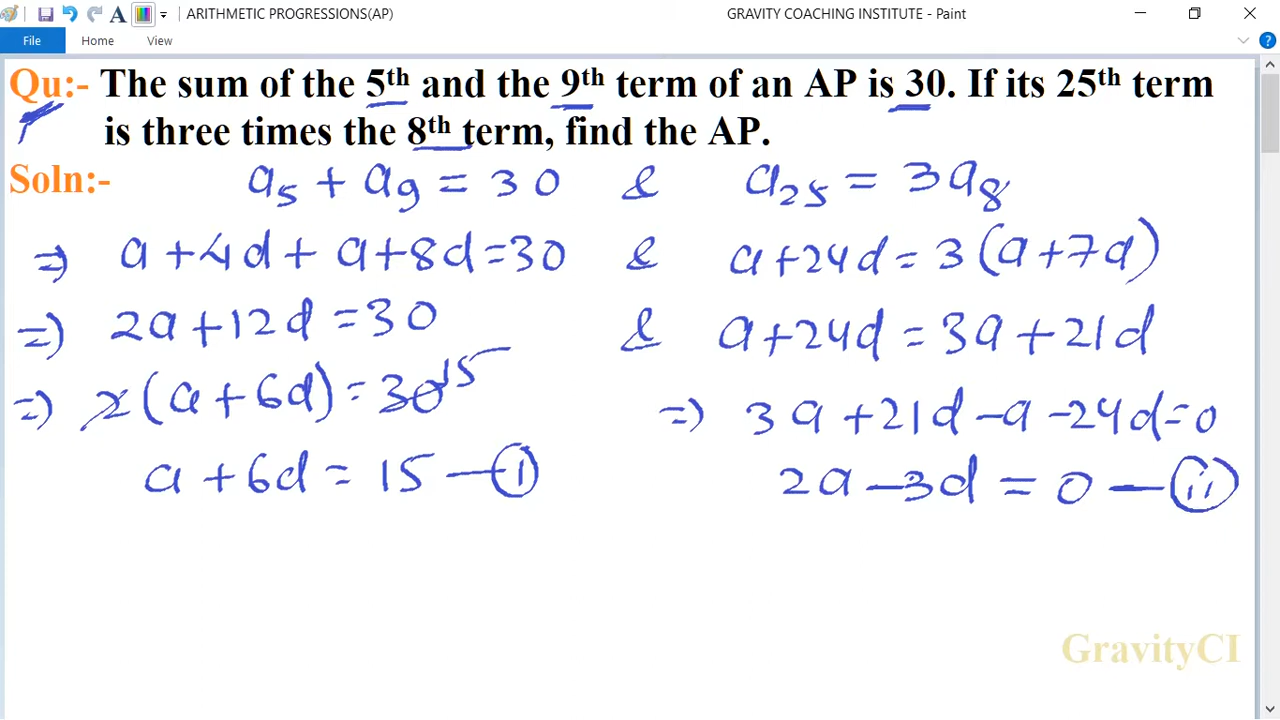 ARITHMETIC PROGRESSIONS(AP) GRAVITY COACHING INSTITUTE - Paint
File Home View
Qu:- The sum of the 5th and the 9th term of an AP is 30. If its 25th term
is three times the 8th term, find the AP.
Soln:- a₅ + a₉ = 30 & a₂₅ = 3a₈
⇒ a+4d+ a+8d=30 & a+24d=3(a+7d)
⇒ 2a+12d=30 & a+24d=3a+21d
⇒ 2(a+6d)=30 15 ⇒ 3a+21d-a-24d=0
a+6d=15 —(i) 2a-3d=0 —(ii)
GravityCI